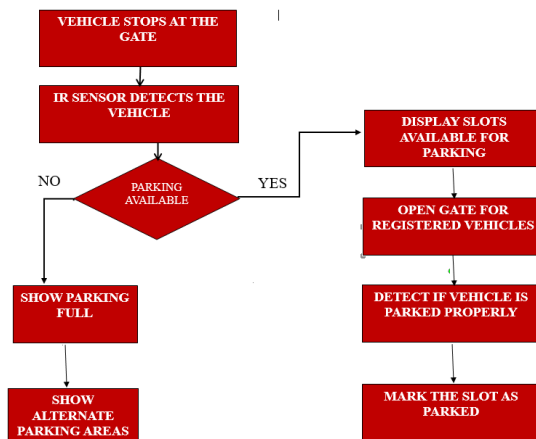 VEHICLE STOPS AT THE
GATE
IR SENSOR DETECTS THE
VEHICLE
PARKING
AVAILABLE
NO
YES
SHOW PARKING
FULL
SHOW
ALTERNATE
PARKING AREAS
DISPLAY SLOTS
AVAILABLE FOR
PARKING
OPEN GATE FOR
REGISTERED VEHICLES
DETECT IF VEHICLE IS
PARKED PROPERLY
MARK THE SLOT AS
PARKED